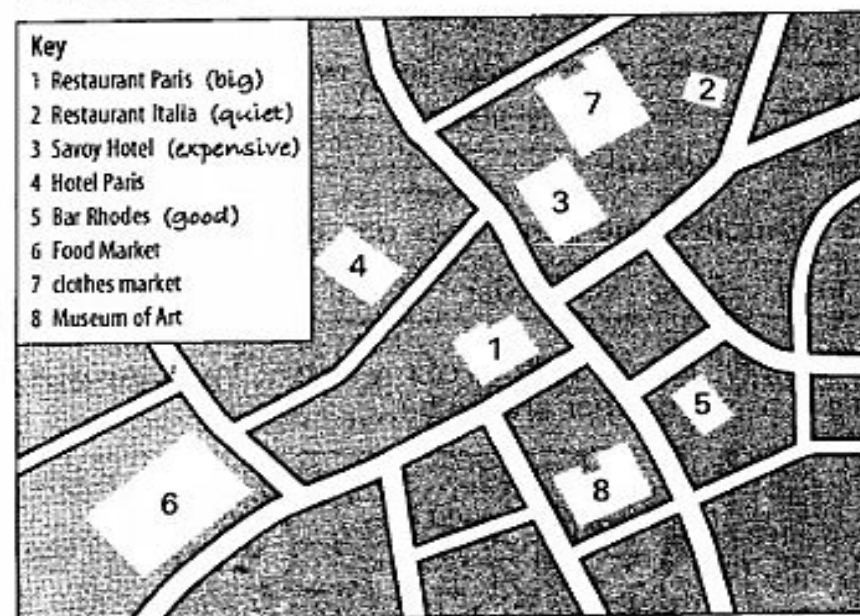 Key
1 Restaurant Paris (big)
2 Restaurant Italia (quiet)
3 Savoy Hotel (expensive)
4 Hotel Paris
5 Bar Rhodes (good)
6 Food Market
7 clothes market
8 Museum of Art
7
2
3
4
1
5
6
8